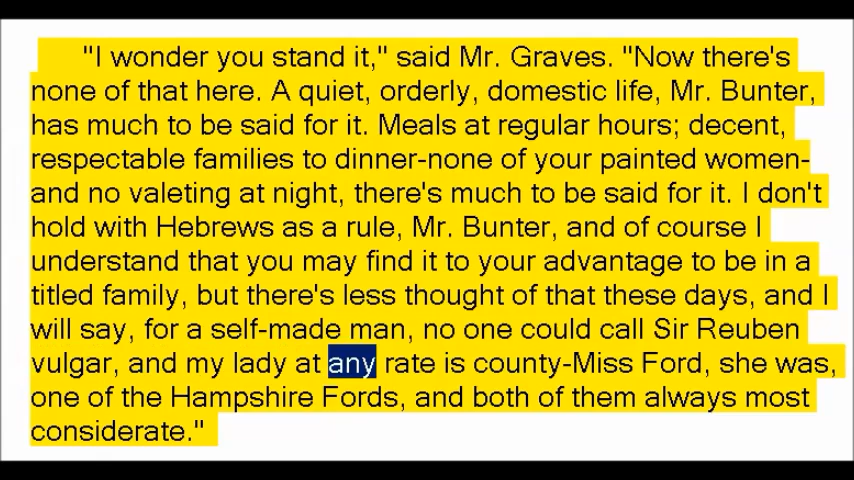 "I wonder you stand it," said Mr. Graves. "Now there's
none of that here. A quiet, orderly, domestic life, Mr. Bunter,
has much to be said for it. Meals at regular hours; decent,
respectable families to dinner-none of your painted women-
and no valeting at night, there's much to be said for it. I don't
hold with Hebrews as a rule, Mr. Bunter, and of course I
understand that you may find it to your advantage to be in a
titled family, but there's less thought of that these days, and I
will say, for a self-made man, no one could call Sir Reuben
vulgar, and my lady at any rate is county-Miss Ford, she was,
one of the Hampshire Fords, and both of them always most
considerate."